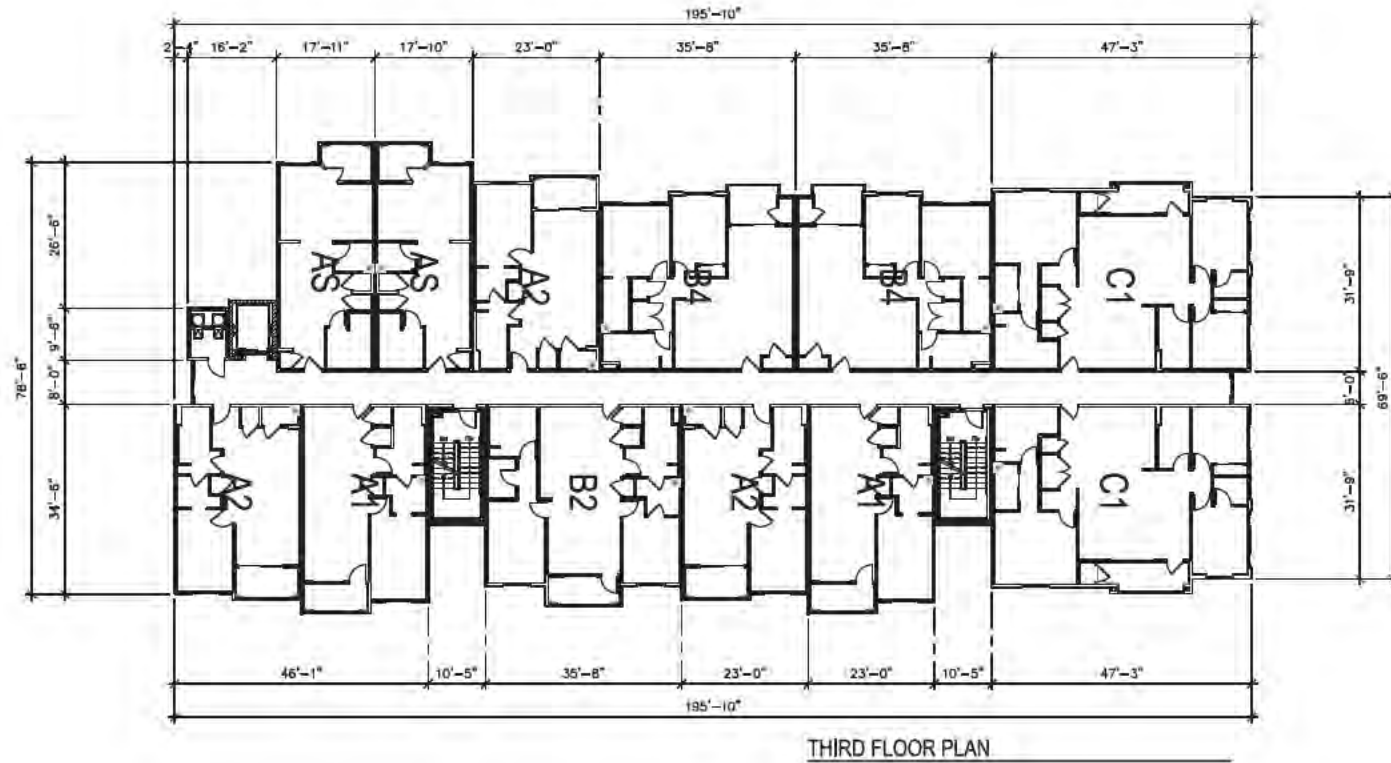 195'-10"
2'-4" 16'-2" 17'-11" 17'-10" 23'-0" 35'-8" 35'-8" 47'-3"
26'-6"
9'-6"
8'-0"
34'-6"
78'-6"
AS AS A2 B4 B4 C1
31'-9"
6'-0"
31'-9"
69'-6"
A2 A1 B2 A2 A1 C1
46'-1" 10'-5" 35'-8" 23'-0" 23'-0" 10'-5" 47'-3"
195'-10"
THIRD FLOOR PLAN